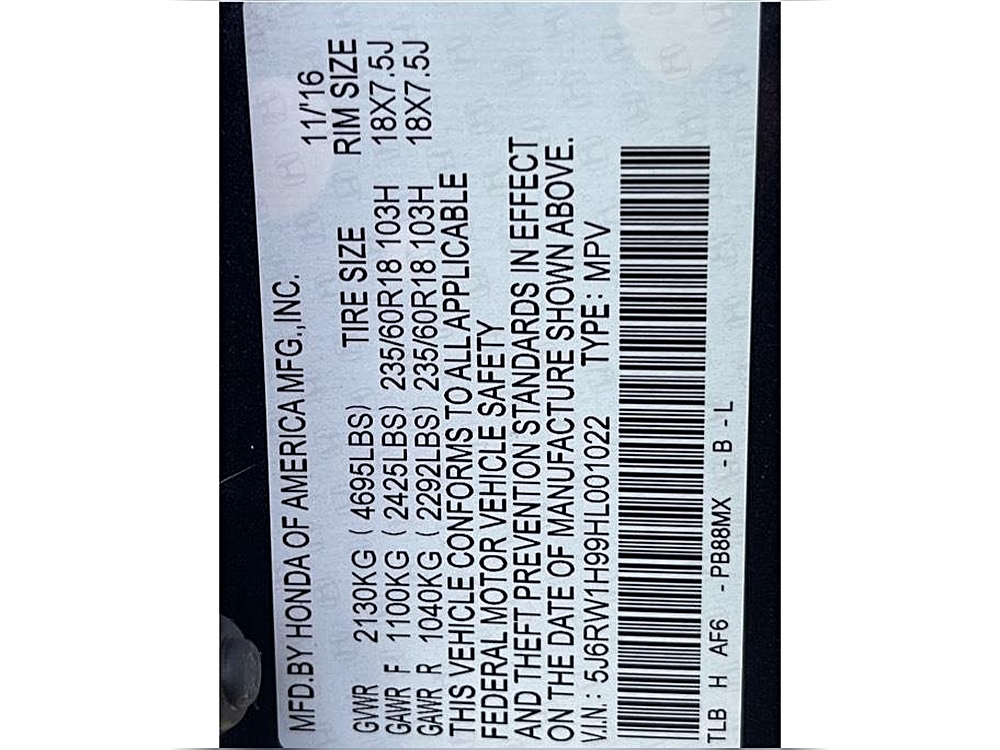 MFD.BY HONDA OF AMERICA MFG.,INC. 11/'16
GVWR 2130KG ( 4695LBS) TIRE SIZE RIM SIZE
GAWR F 1100KG ( 2425LBS) 235/60R18 103H 18X7.5J
GAWR R 1040KG ( 2292LBS) 235/60R18 103H 18X7.5J
THIS VEHICLE CONFORMS TO ALL APPLICABLE
FEDERAL MOTOR VEHICLE SAFETY
AND THEFT PREVENTION STANDARDS IN EFFECT
ON THE DATE OF MANUFACTURE SHOWN ABOVE.
V.I.N.: 5J6RW1H99HL001022 TYPE: MPV
TLB H AF6 - PB88MX - B - L